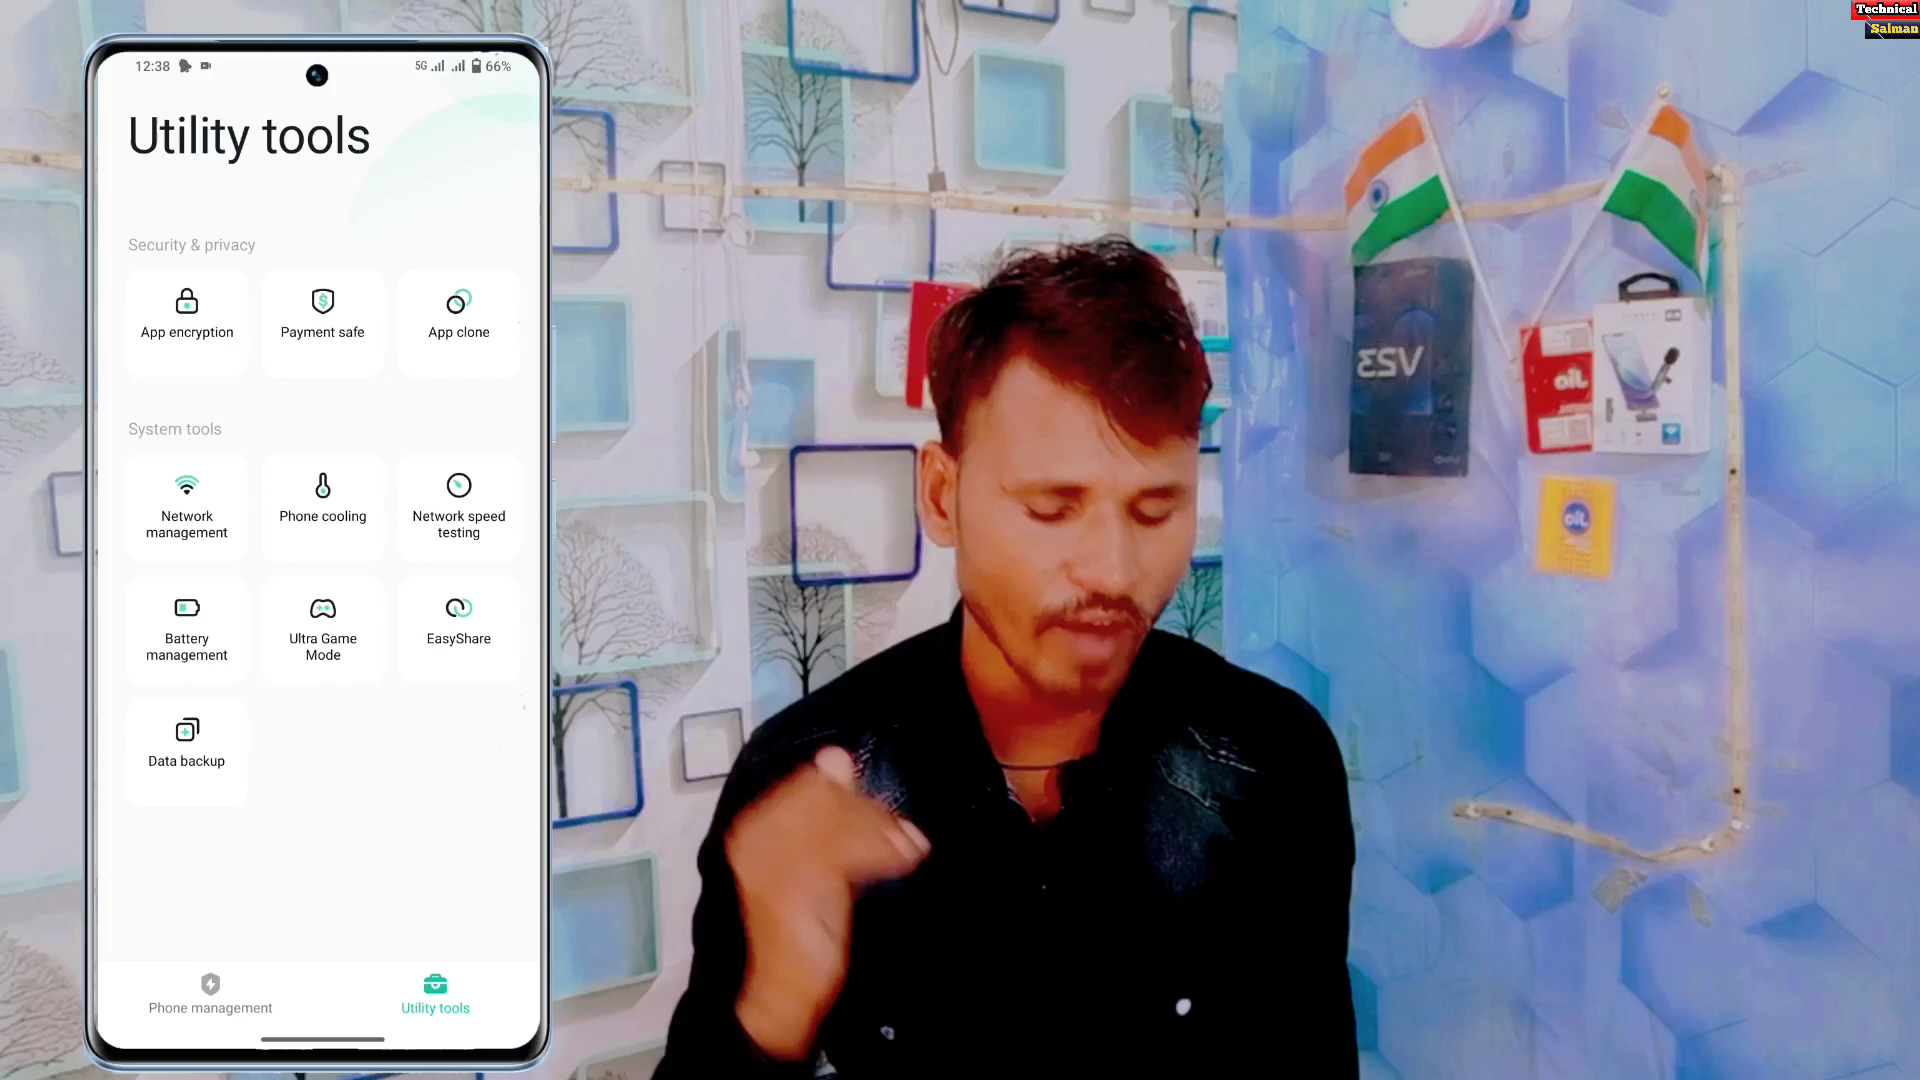 Technical
Salman
12:38
5G
66%
Utility tools
Security & privacy
App encryption
Payment safe
App clone
System tools
Network
management
Phone cooling
Network speed
testing
Battery
management
Ultra Game
Mode
EasyShare
Data backup
Phone management
Utility tools
V23
oiL
oiL